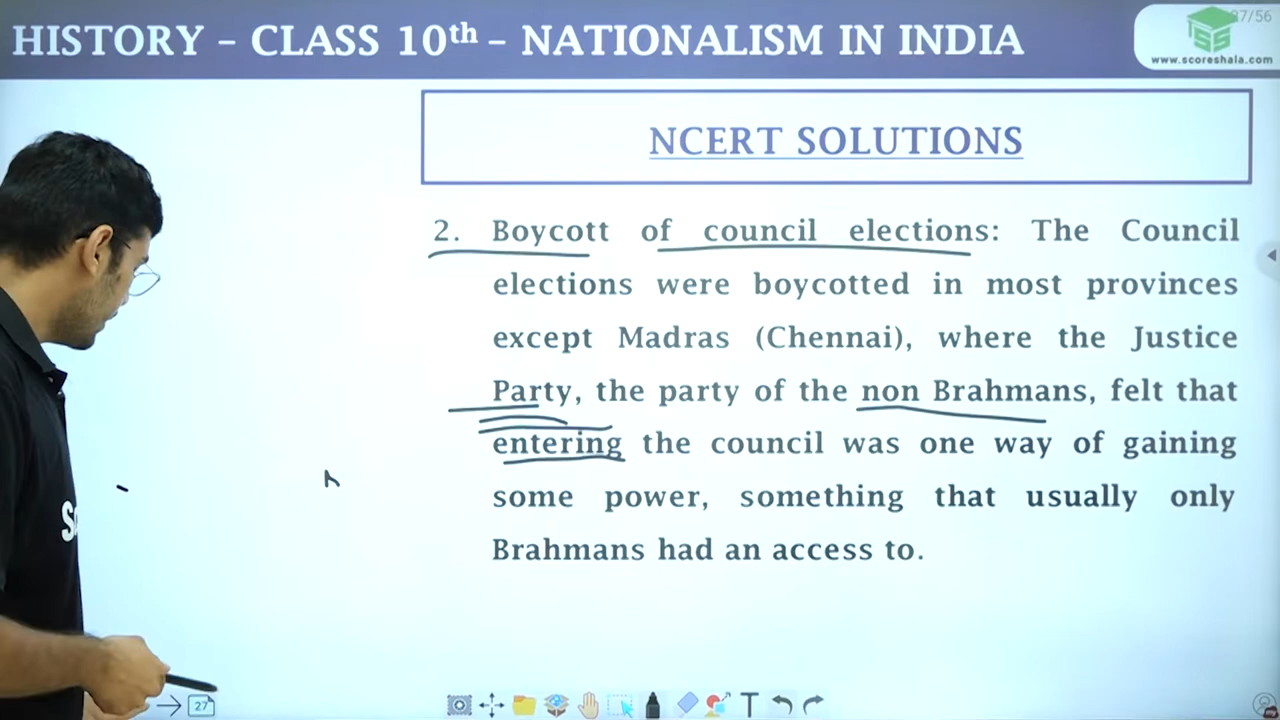 HISTORY – CLASS 10th – NATIONALISM IN INDIA
www.scoreshala.com
NCERT SOLUTIONS
2. Boycott of council elections: The Council
elections were boycotted in most provinces
except Madras (Chennai), where the Justice
Party, the party of the non Brahmans, felt that
entering the council was one way of gaining
some power, something that usually only
Brahmans had an access to.
27